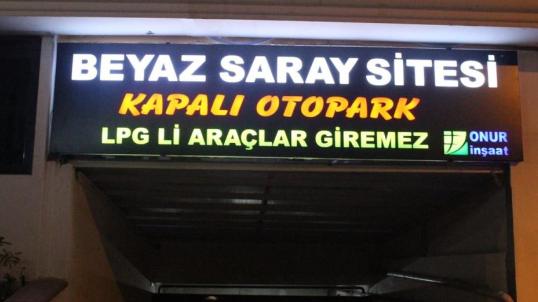 BEYAZ SARAY SİTESİ
KAPALI OTOPARK
LPG Lİ ARAÇLAR GİREMEZ
ONUR
inşaat